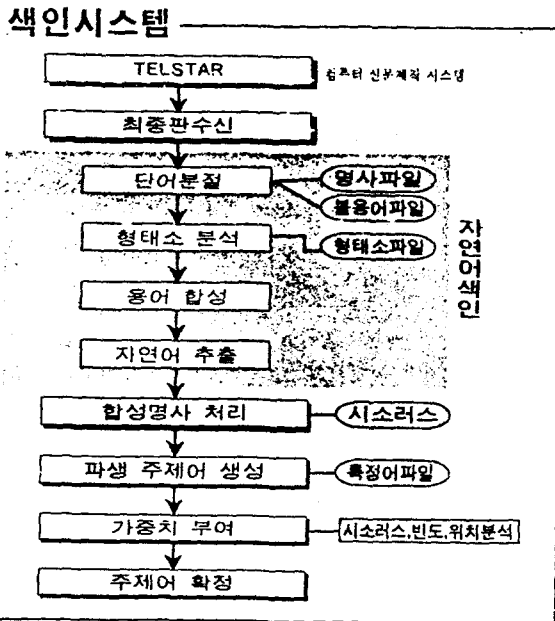 색인시스템
TELSTAR
컴퓨터 신문제작 시스템
최종판수신
단어분절
명사파일
불용어파일
형태소 분석
형태소파일
용어 합성
자연어 추출
자연어색인
합성명사 처리
시소러스
파생 주제어 생성
특정어파일
가중치 부여
시소러스,빈도,위치분석
주제어 확정